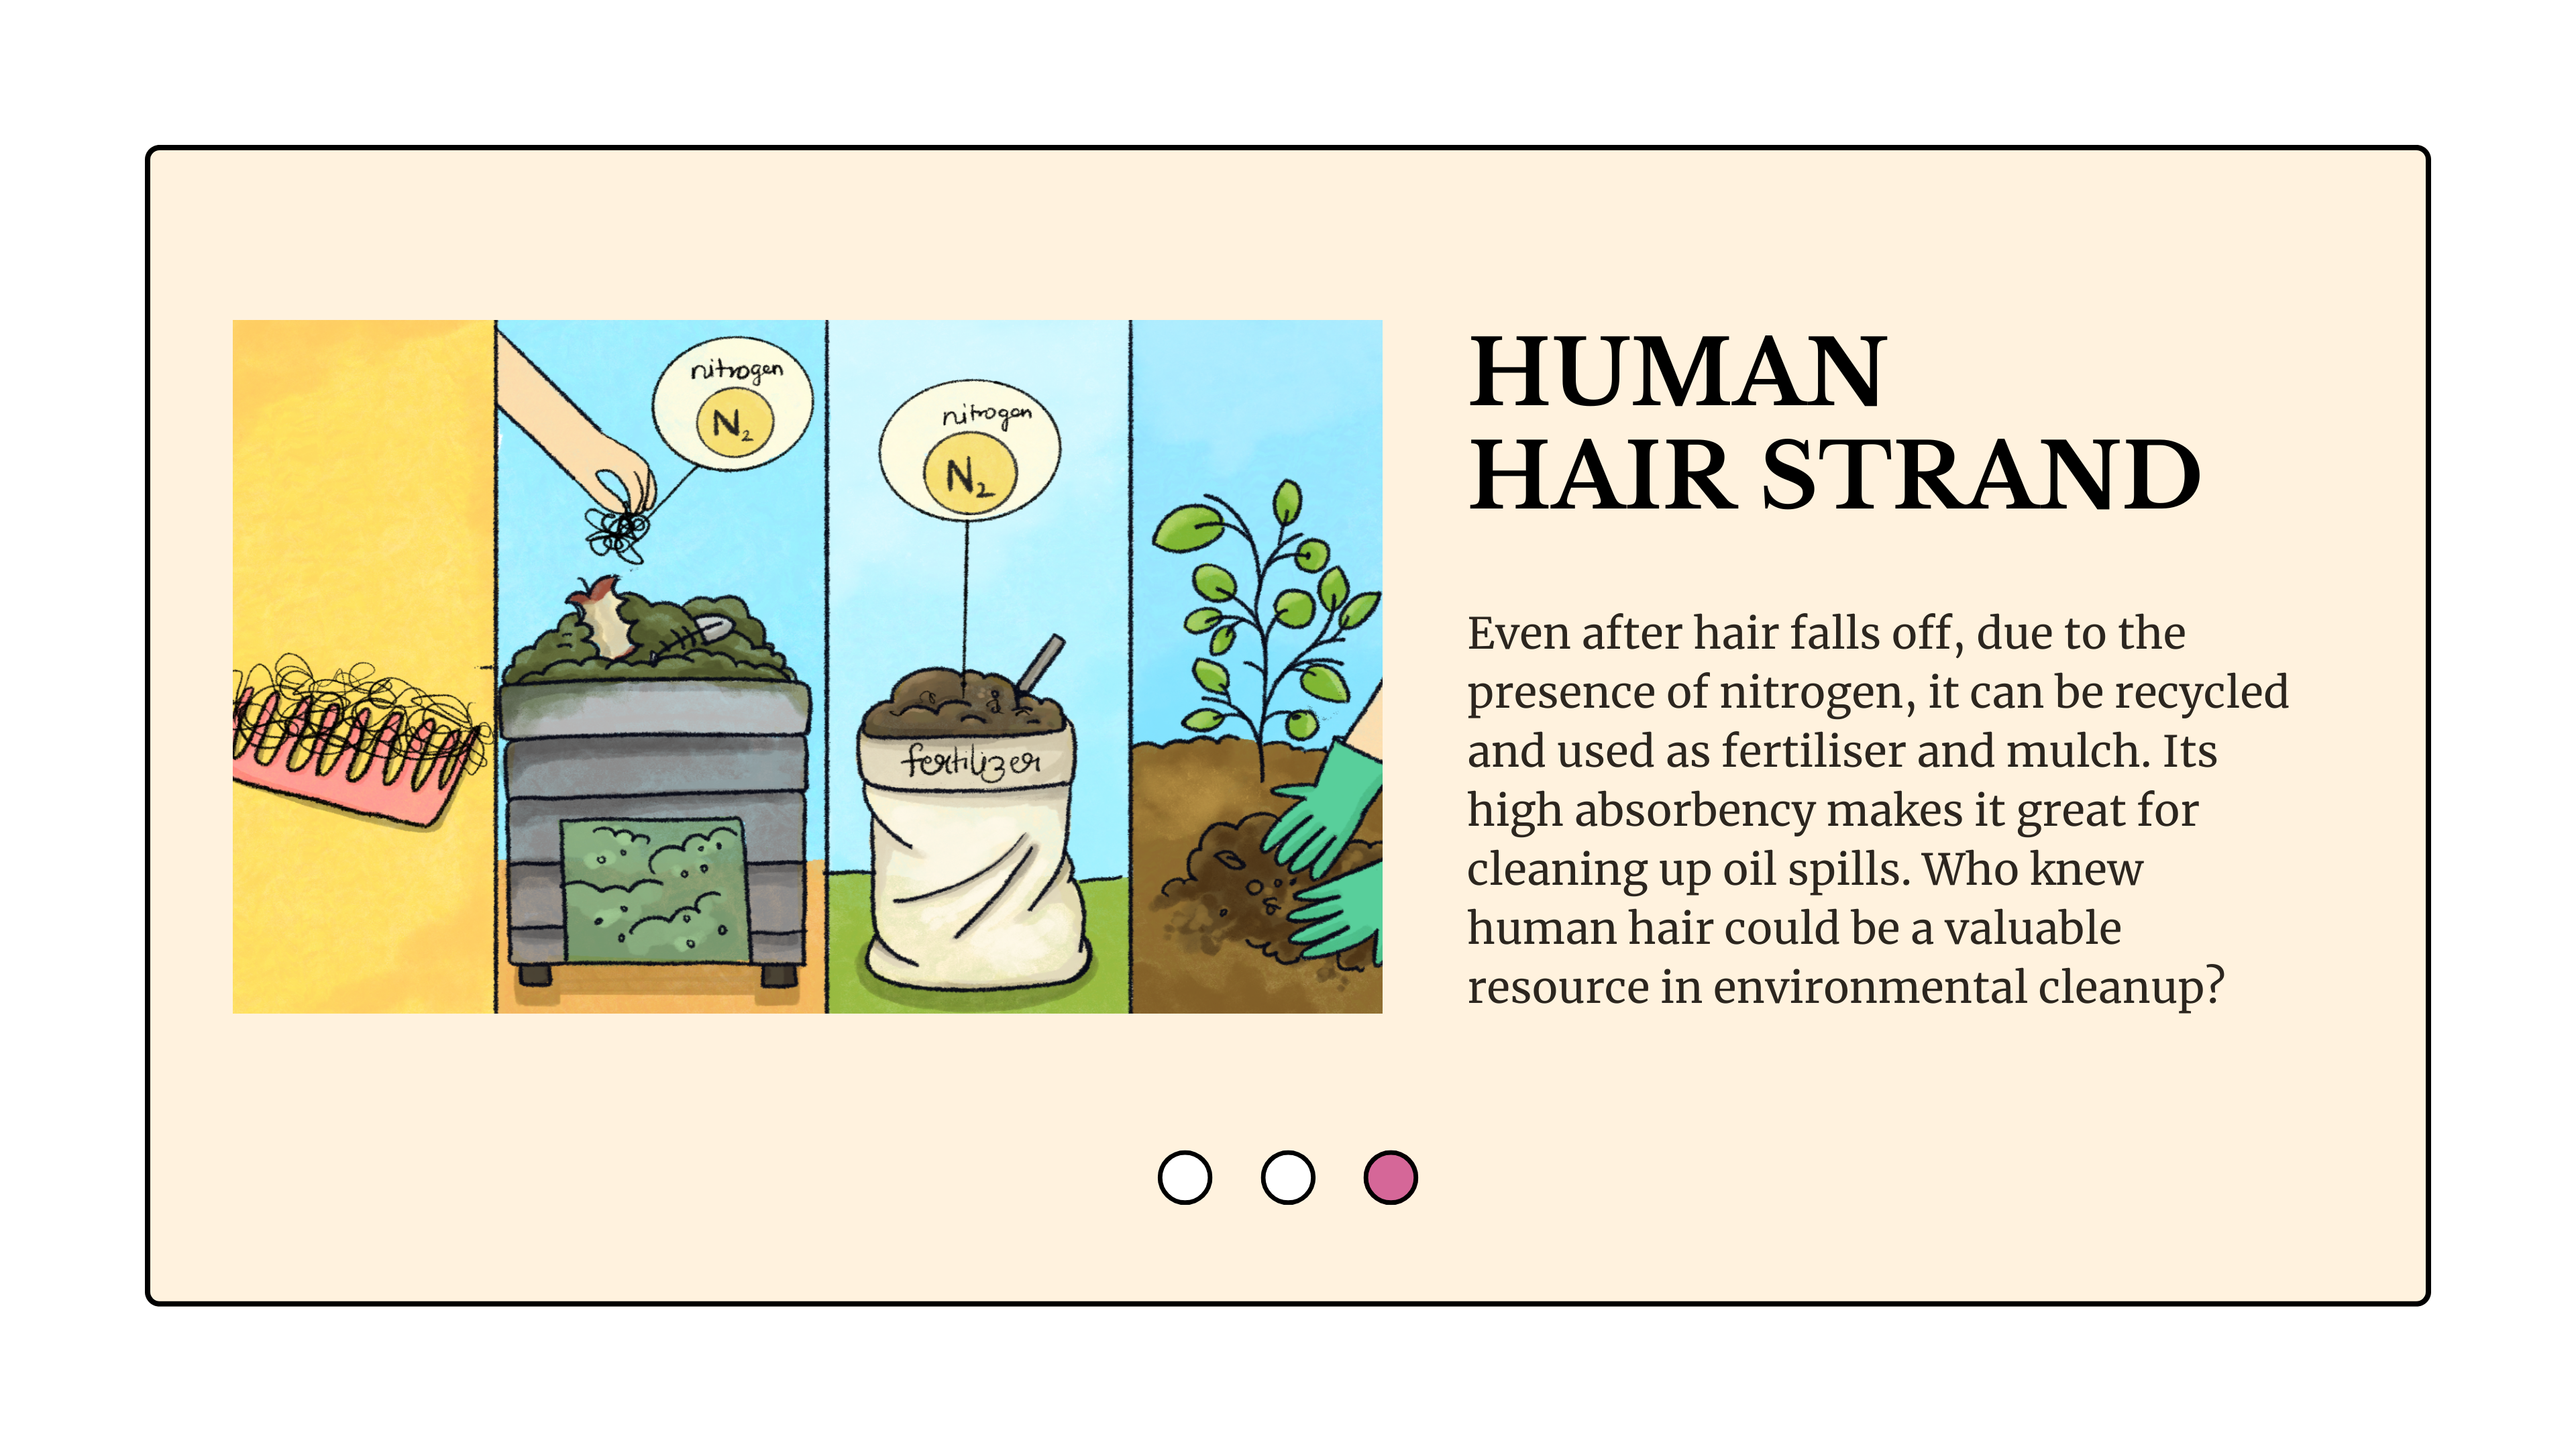 nitrogen
N2
nitrogen
N2
fertilizer
HUMAN
HAIR STRAND
Even after hair falls off, due to the
presence of nitrogen, it can be recycled
and used as fertiliser and mulch. Its
high absorbency makes it great for
cleaning up oil spills. Who knew
human hair could be a valuable
resource in environmental cleanup?